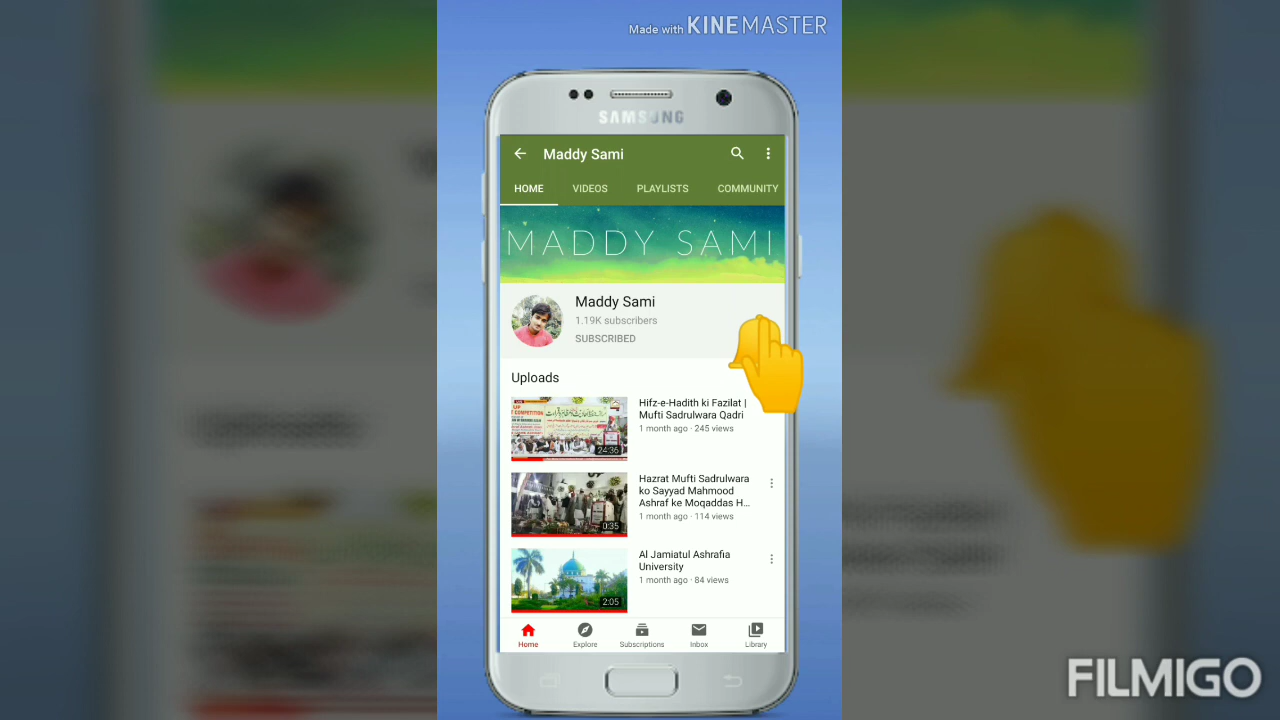 Made with KINEMASTER
SAMSUNG
Maddy Sami
HOME VIDEOS PLAYLISTS COMMUNITY
MADDY SAMI
Maddy Sami
1.19K subscribers
SUBSCRIBED
Uploads
Hifz-e-Hadith ki Fazilat |
Mufti Sadrulwara Qadri
1 month ago · 245 views
24:36
Hazrat Mufti Sadrulwara
ko Sayyad Mahmood
Ashraf ke Moqaddas H...
1 month ago · 114 views
0:35
Al Jamiatul Ashrafia
University
1 month ago · 84 views
2:05
Home Explore Subscriptions Inbox Library
FILMIGO